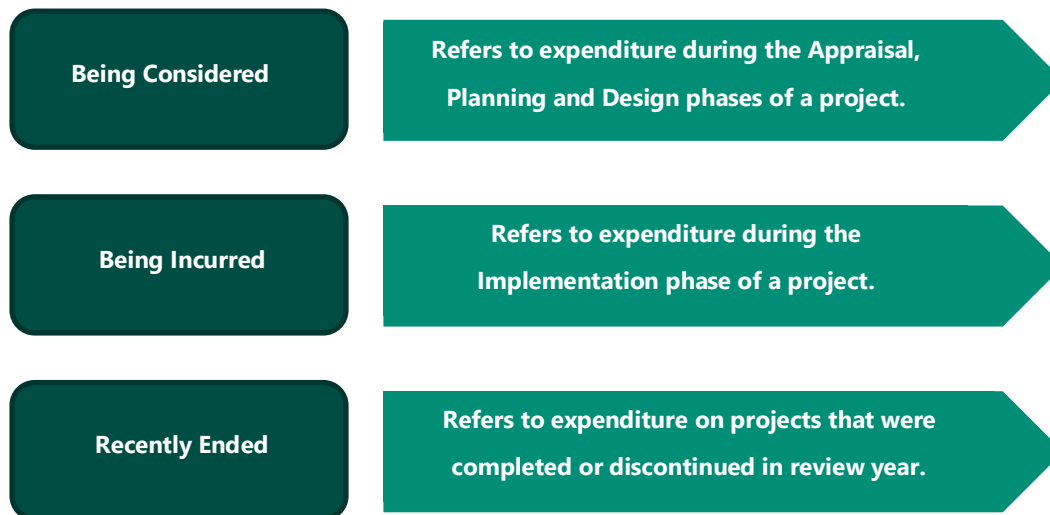 Being Considered
Refers to expenditure during the Appraisal,
Planning and Design phases of a project.
Being Incurred
Refers to expenditure during the
Implementation phase of a project.
Recently Ended
Refers to expenditure on projects that were
completed or discontinued in review year.